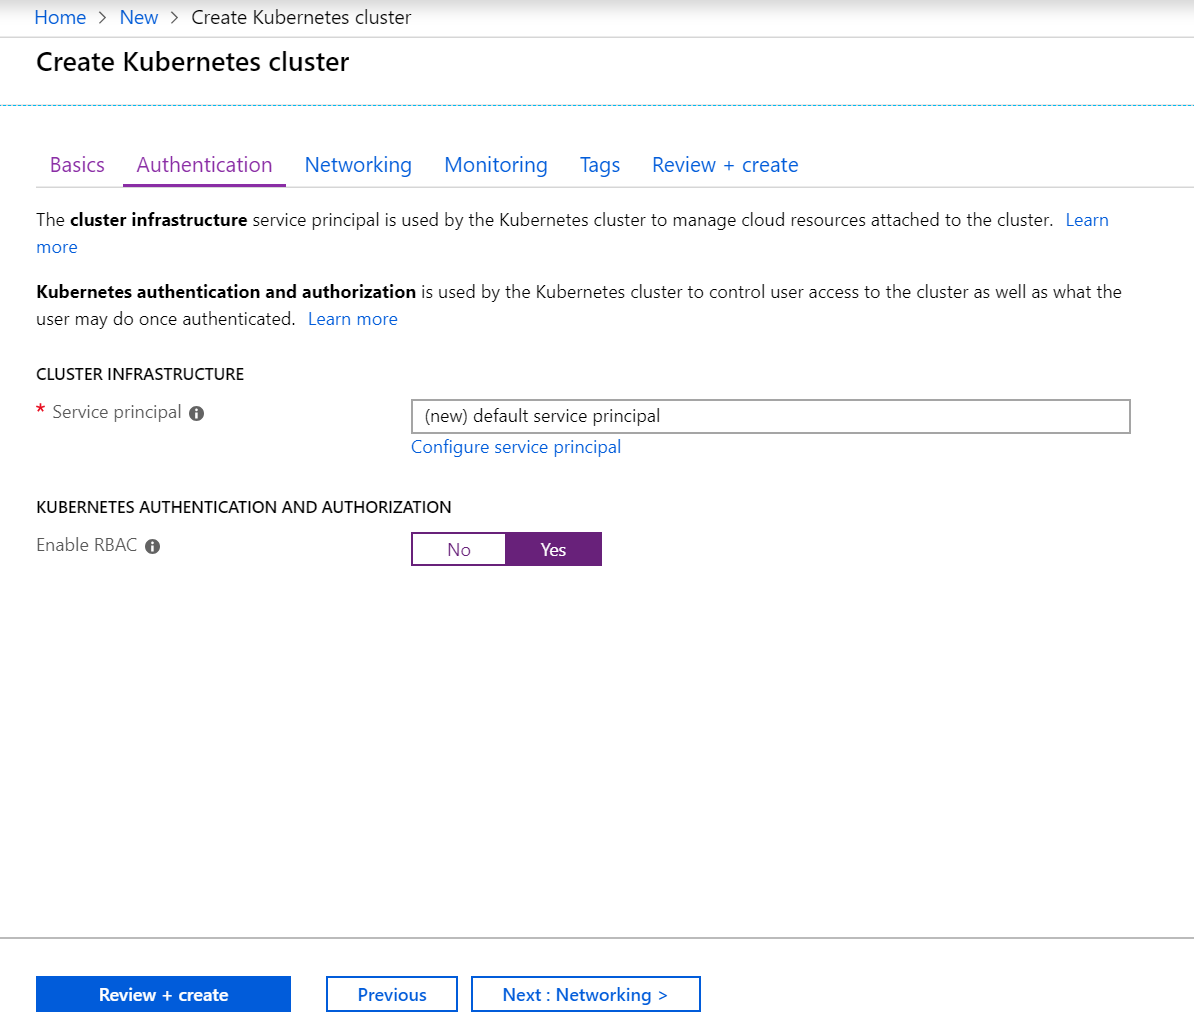 Home > New > Create Kubernetes cluster
Create Kubernetes cluster
Basics Authentication Networking Monitoring Tags Review + create
The cluster infrastructure service principal is used by the Kubernetes cluster to manage cloud resources attached to the cluster. Learn
more
Kubernetes authentication and authorization is used by the Kubernetes cluster to control user access to the cluster as well as what the
user may do once authenticated. Learn more
CLUSTER INFRASTRUCTURE
* Service principal (new) default service principal
Configure service principal
KUBERNETES AUTHENTICATION AND AUTHORIZATION
Enable RBAC No Yes
Review + create Previous Next : Networking >